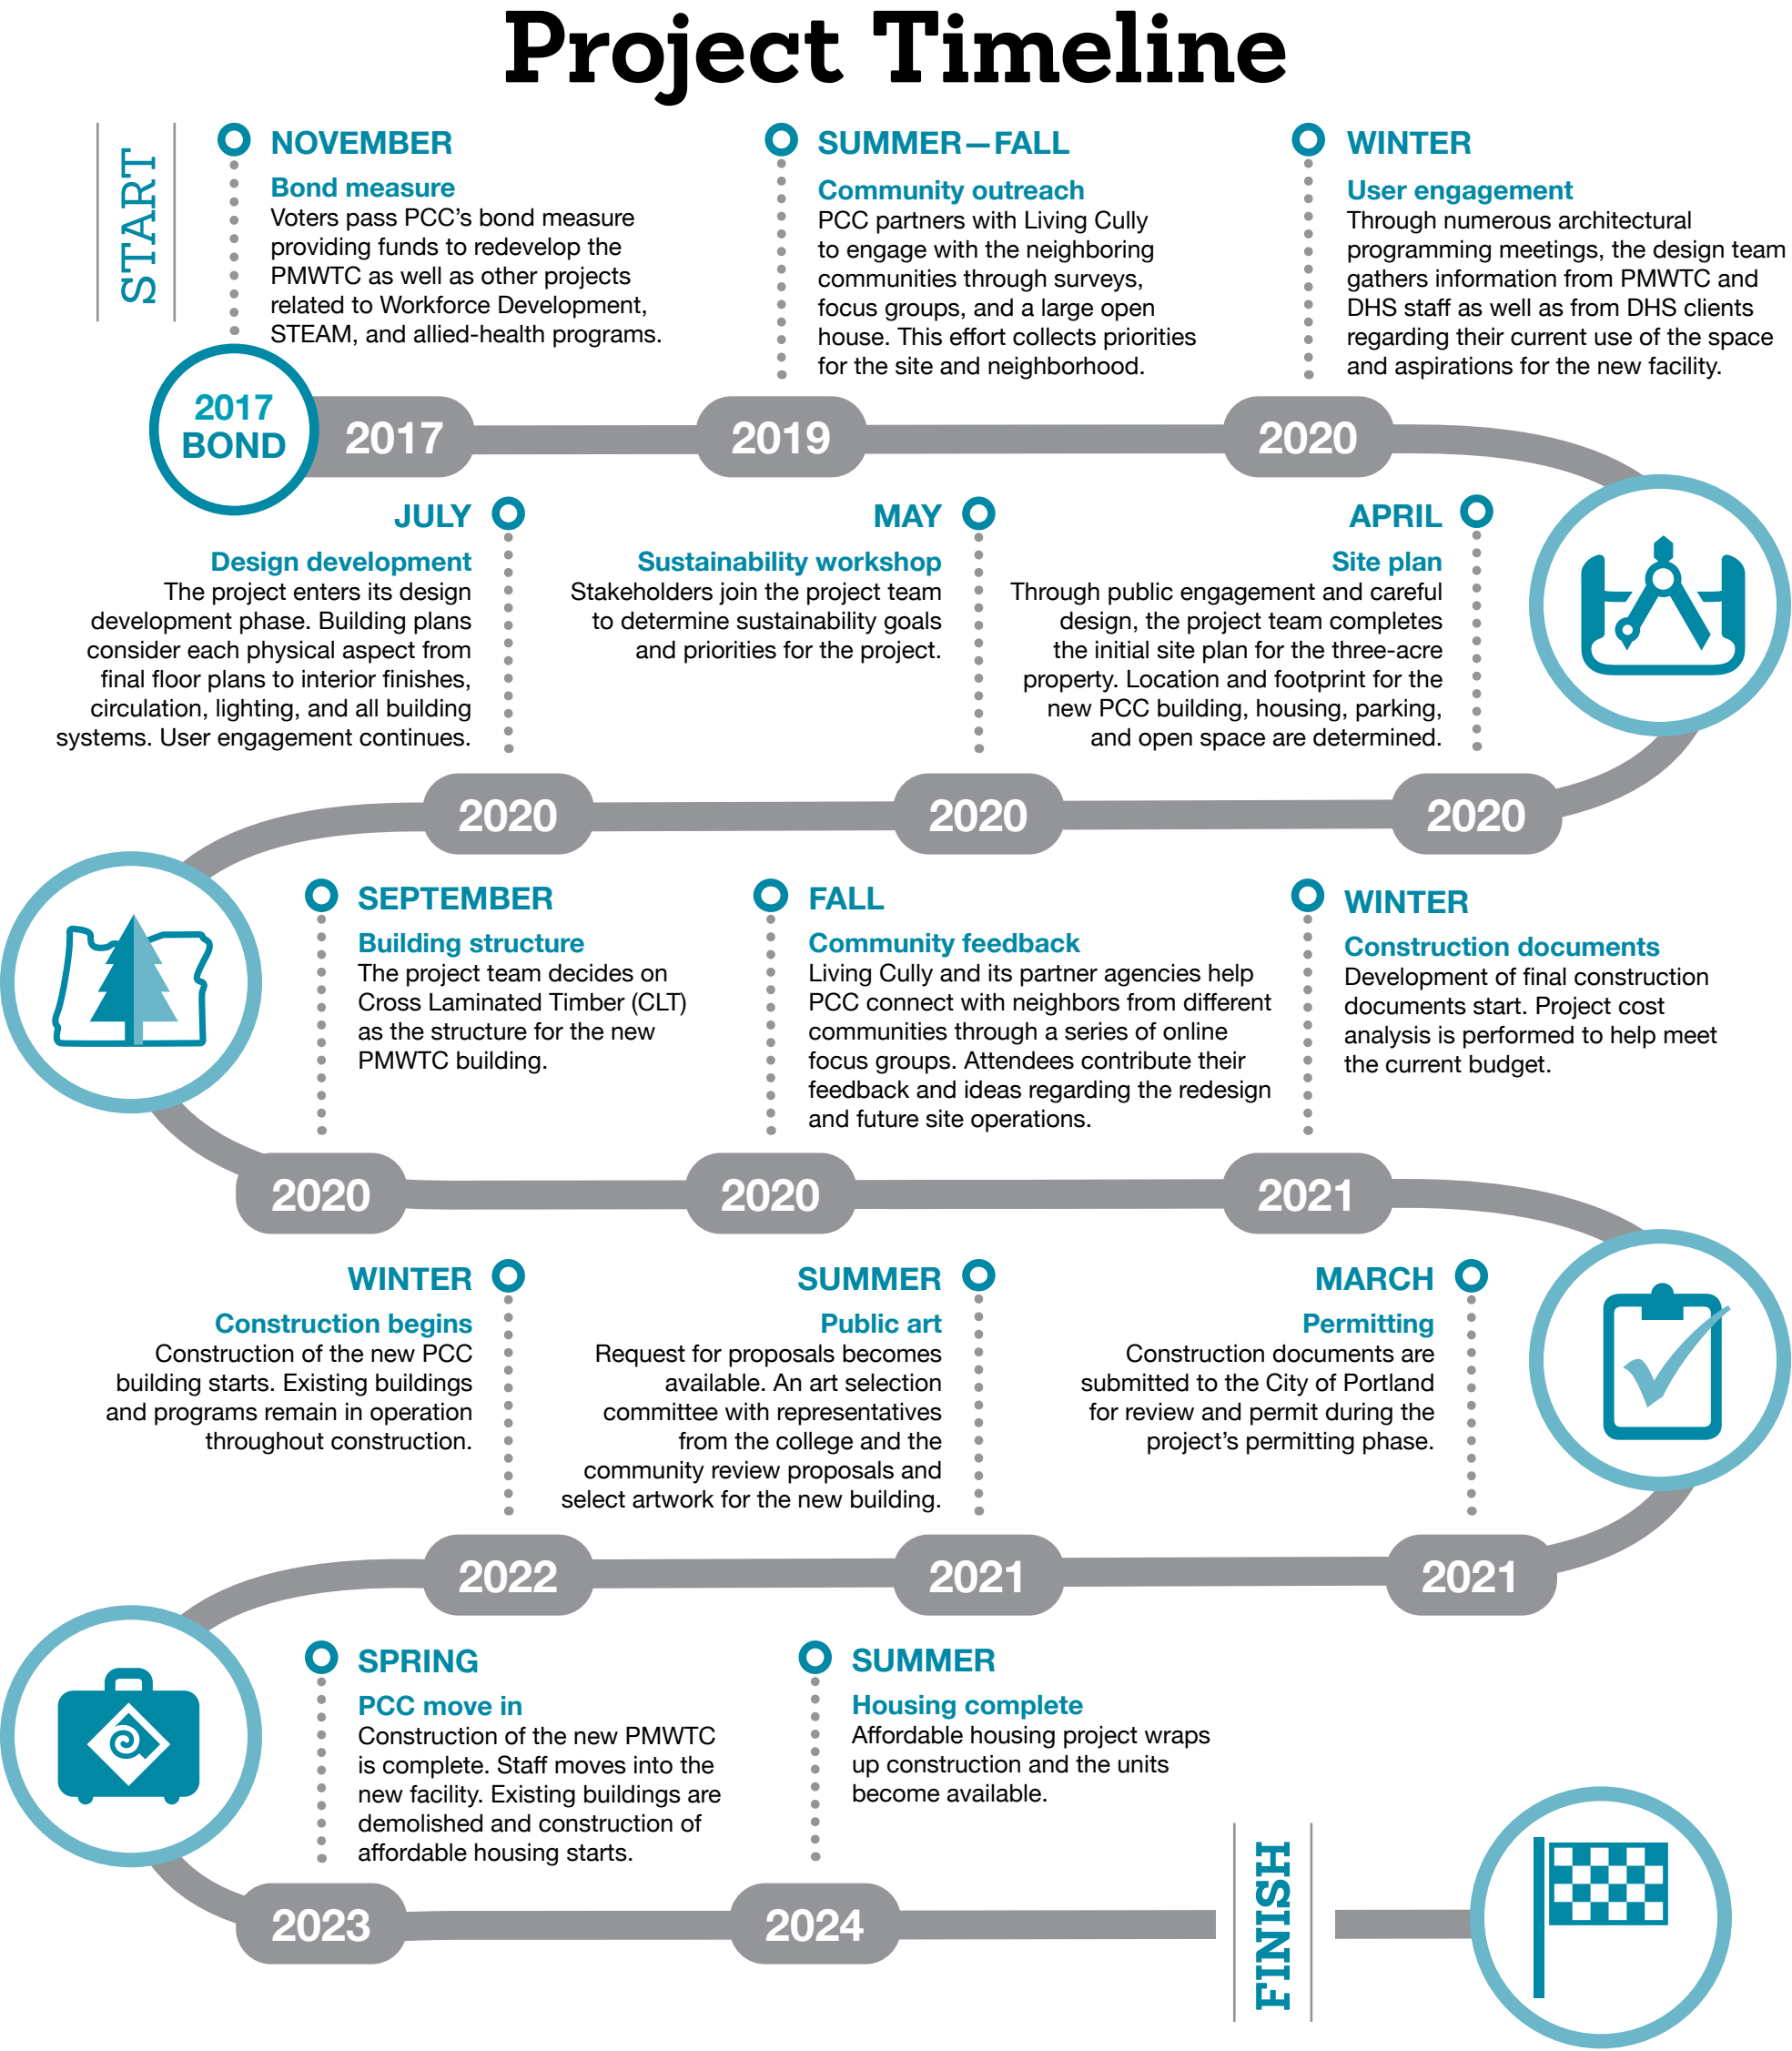 Project Timeline
START
NOVEMBER
Bond measure
Voters pass PCC's bond measure
providing funds to redevelop the
PMWTC as well as other projects
related to Workforce Development,
STEAM, and allied-health programs.
2017
BOND
2017
SUMMER—FALL
Community outreach
PCC partners with Living Cully
to engage with the neighboring
communities through surveys,
focus groups, and a large open
house. This effort collects priorities
for the site and neighborhood.
2019
WINTER
User engagement
Through numerous architectural
programming meetings, the design team
gathers information from PMWTC and
DHS staff as well as from DHS clients
regarding their current use of the space
and aspirations for the new facility.
2020
APRIL
Site plan
Through public engagement and careful
design, the project team completes
the initial site plan for the three-acre
property. Location and footprint for the
new PCC building, housing, parking,
and open space are determined.
2020
MAY
Sustainability workshop
Stakeholders join the project team
to determine sustainability goals
and priorities for the project.
2020
JULY
Design development
The project enters its design
development phase. Building plans
consider each physical aspect from
final floor plans to interior finishes,
circulation, lighting, and all building
systems. User engagement continues.
2020
SEPTEMBER
Building structure
The project team decides on
Cross Laminated Timber (CLT)
as the structure for the new
PMWTC building.
2020
FALL
Community feedback
Living Cully and its partner agencies help
PCC connect with neighbors from different
communities through a series of online
focus groups. Attendees contribute their
feedback and ideas regarding the redesign
and future site operations.
2020
WINTER
Construction documents
Development of final construction
documents start. Project cost
analysis is performed to help meet
the current budget.
2021
MARCH
Permitting
Construction documents are
submitted to the City of Portland
for review and permit during the
project's permitting phase.
2021
SUMMER
Public art
Request for proposals becomes
available. An art selection
committee with representatives
from the college and the
community review proposals and
select artwork for the new building.
2021
WINTER
Construction begins
Construction of the new PCC
building starts. Existing buildings
and programs remain in operation
throughout construction.
2022
SPRING
PCC move in
Construction of the new PMWTC
is complete. Staff moves into the
new facility. Existing buildings are
demolished and construction of
affordable housing starts.
2023
SUMMER
Housing complete
Affordable housing project wraps
up construction and the units
become available.
2024
FINISH